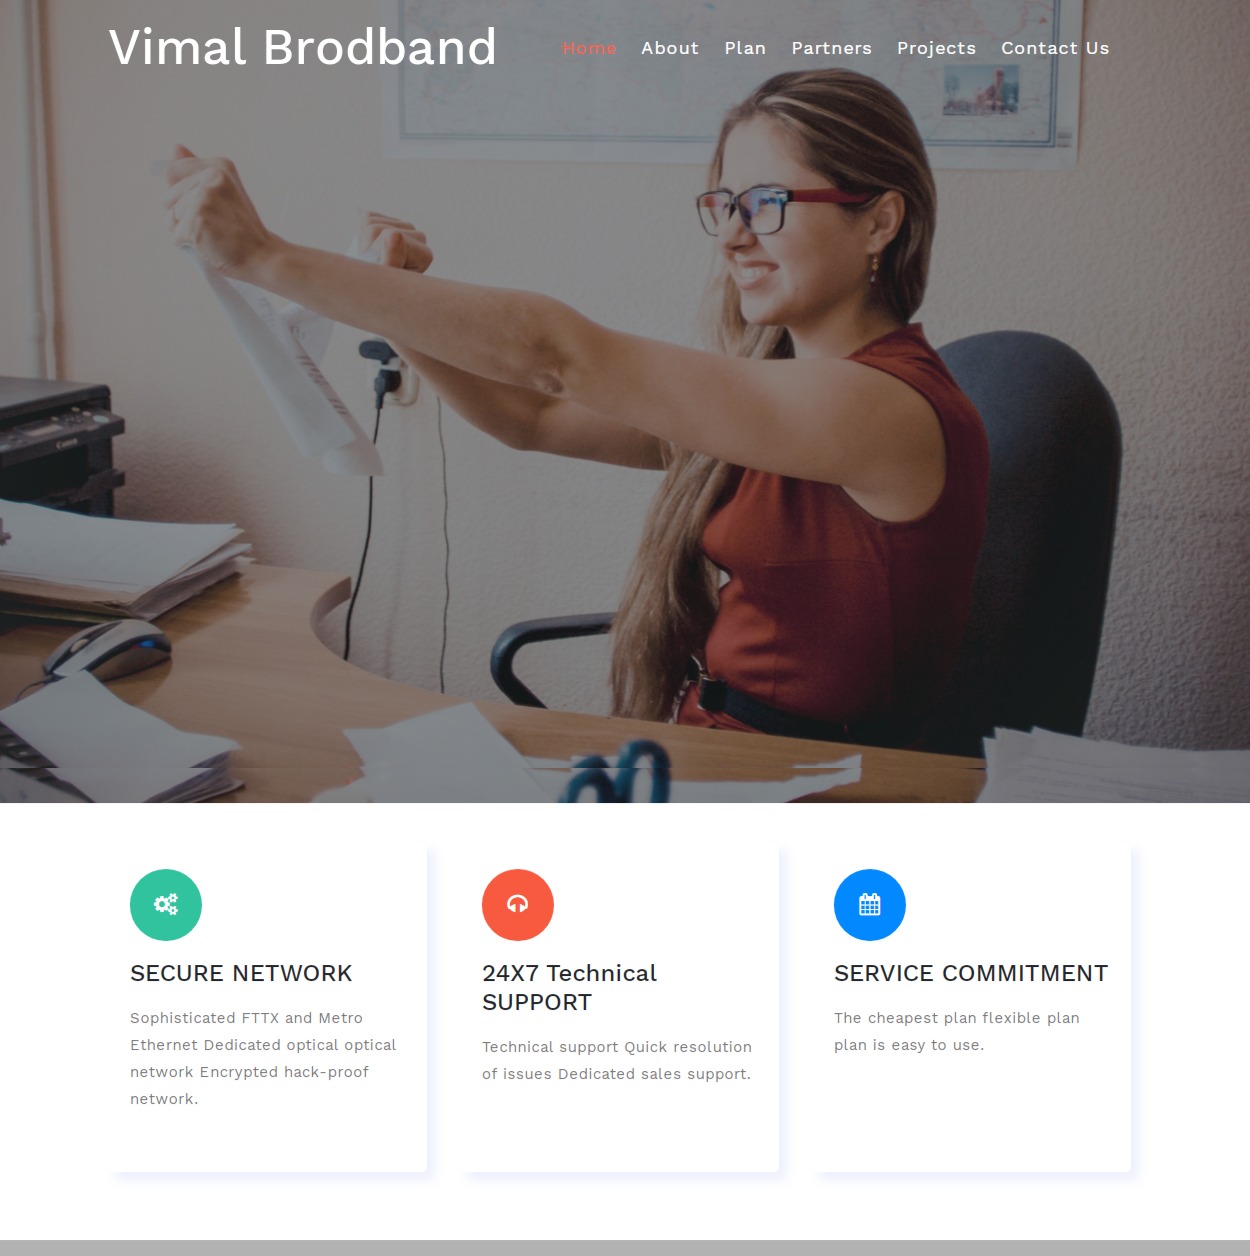 Vimal Brodband
Home About Plan Partners Projects Contact Us
Canon
SECURE NETWORK
Sophisticated FTTX and Metro
Ethernet Dedicated optical optical
network Encrypted hack-proof
network.
24X7 Technical
SUPPORT
Technical support Quick resolution
of issues Dedicated sales support.
SERVICE COMMITMENT
The cheapest plan flexible plan
plan is easy to use.